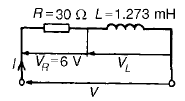 R=30 Ω L=1.273 mH
V_R=6 V V_L
I
V